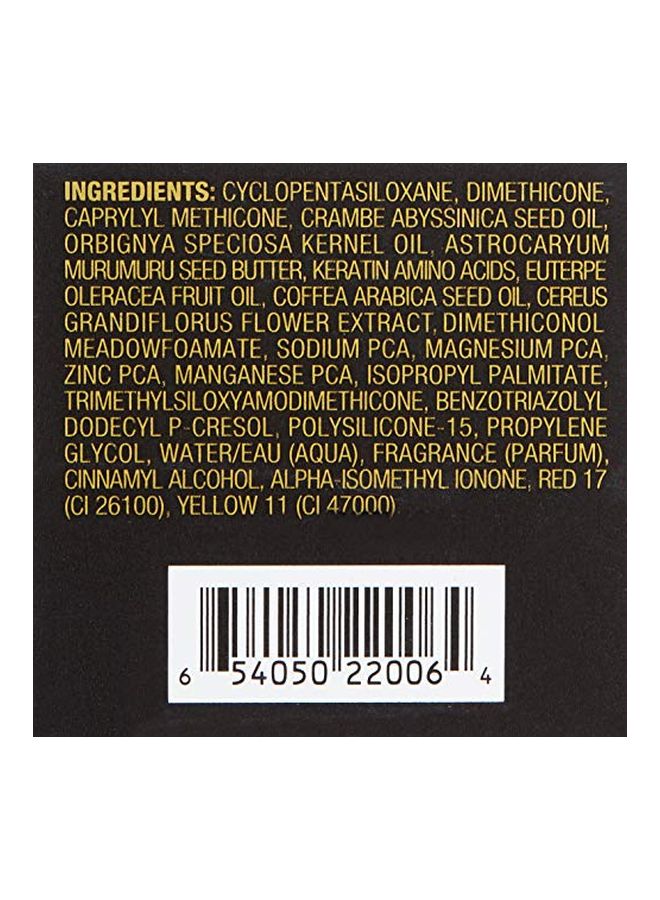 INGREDIENTS: CYCLOPENTASILOXANE, DIMETHICONE,
CAPRYLYL METHICONE, CRAMBE ABYSSINICA SEED OIL,
ORBIGNYA SPECIOSA KERNEL OIL, ASTROCARYUM
MURUMURU SEED BUTTER, KERATIN AMINO ACIDS, EUTERPE
OLERACEA FRUIT OIL, COFFEA ARABICA SEED OIL, CEREUS
GRANDIFLORUS FLOWER EXTRACT, DIMETHICONOL
MEADOWFOAMATE, SODIUM PCA, MAGNESIUM PCA,
ZINC PCA, MANGANESE PCA, ISOPROPYL PALMITATE,
TRIMETHYLSILOXYAMODIMETHICONE, BENZOTRIAZOLYL
DODECYL P-CRESOL, POLYSILICONE-15, PROPYLENE
GLYCOL, WATER/EAU (AQUA), FRAGRANCE (PARFUM),
CINNAMYL ALCOHOL, ALPHA-ISOMETHYL IONONE, RED 17
(CI 26100), YELLOW 11 (CI 47000)
6 54050 22006 4